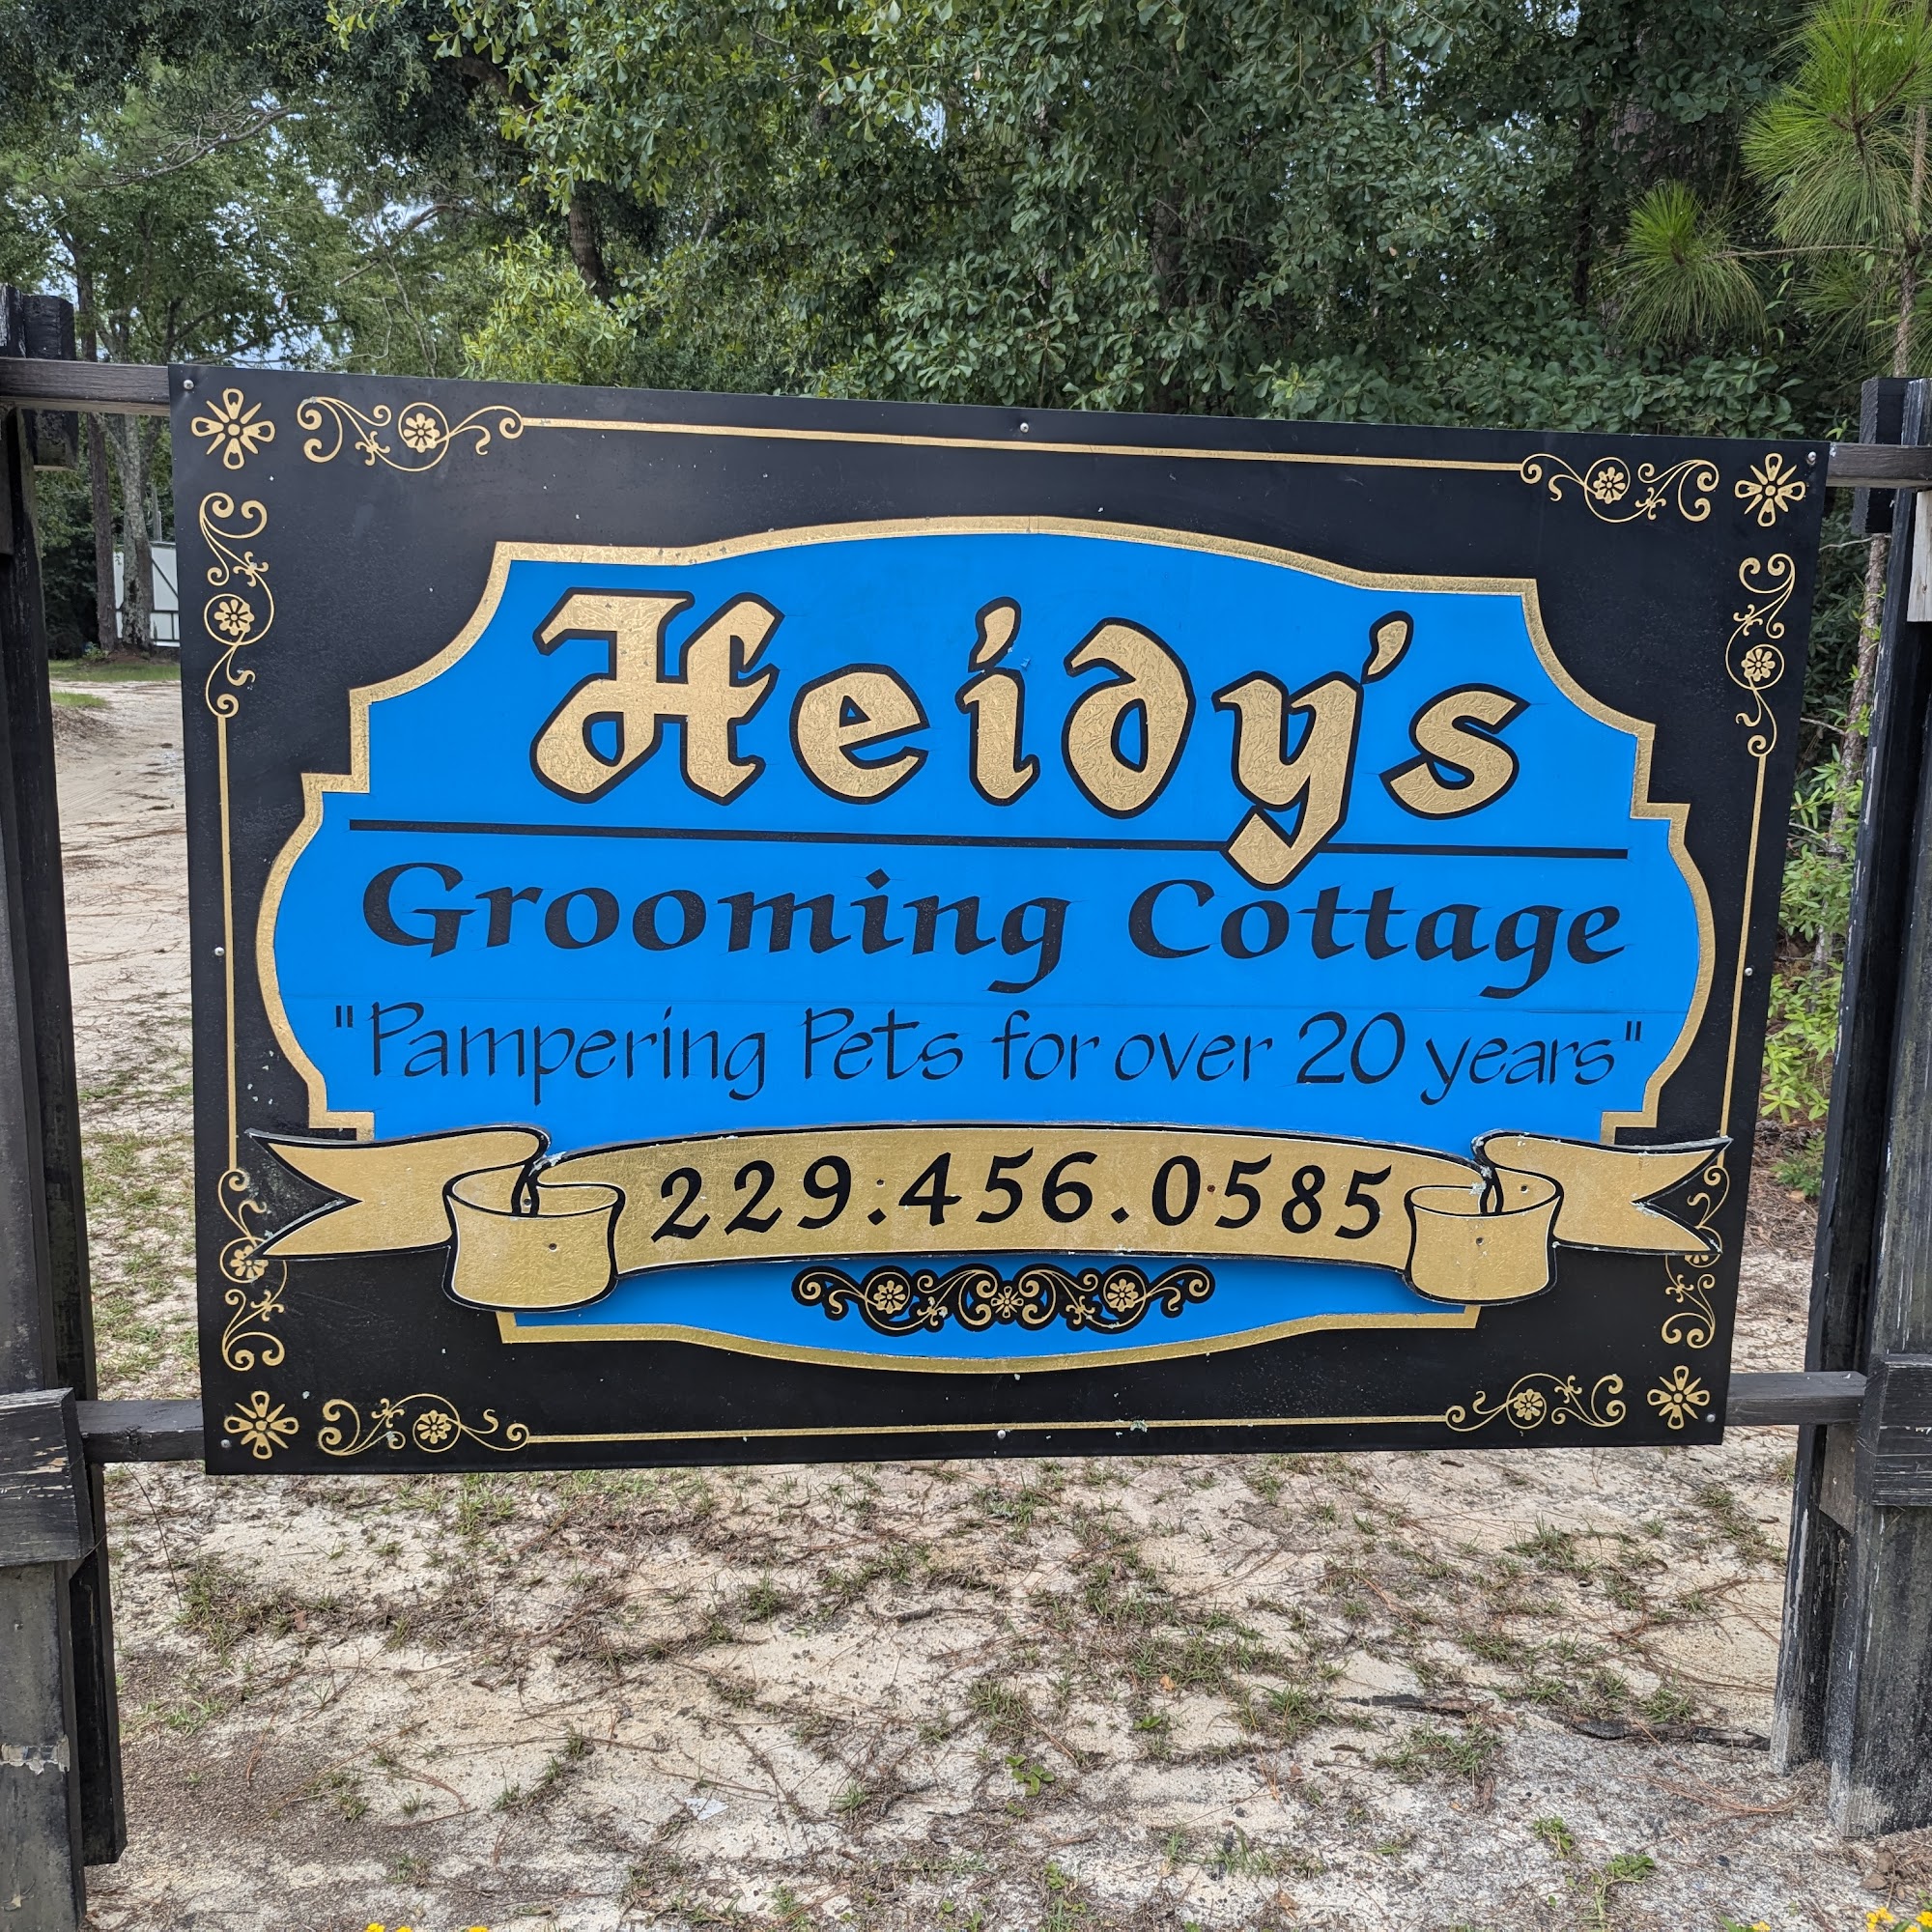 Heidy's
Grooming Cottage
"Pampering Pets for over 20 years"
229.456.0585